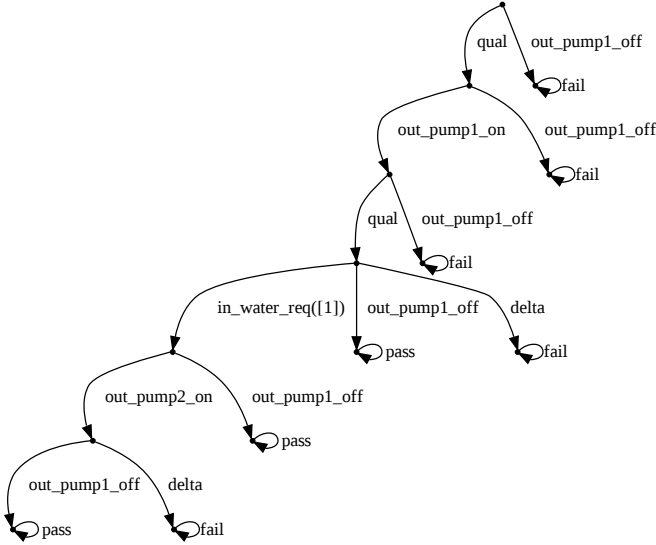 qual out_pump1_off
fail
out_pump1_on out_pump1_off
fail
qual out_pump1_off
fail
in_water_req([1]) out_pump1_off delta
pass fail
out_pump2_on out_pump1_off
pass
out_pump1_off delta
pass fail